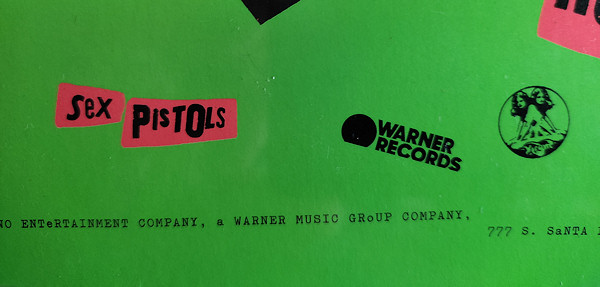 Sex PISTOLS
WARNER
RECORDS
NO ENTeRTAINMENT COMPANY, a WARNER MUSIC GRoUP COMPANY,
777 S. SaNTA